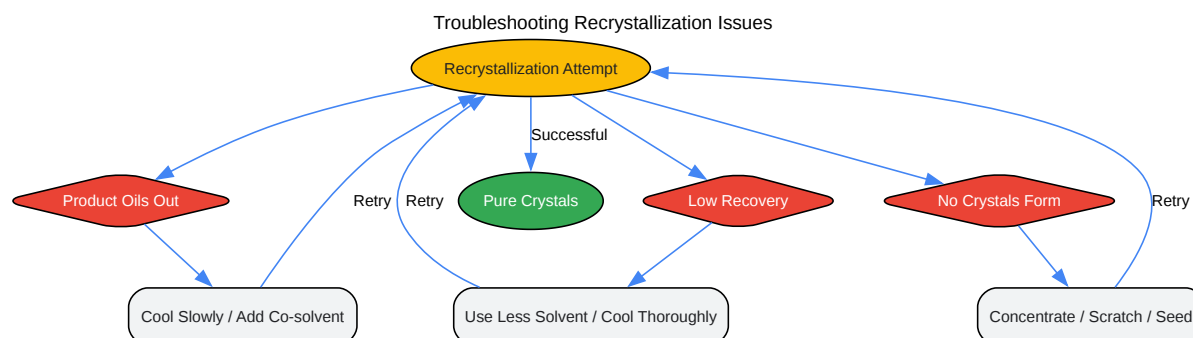 Troubleshooting Recrystallization Issues
Recrystallization Attempt
Successful
Product Oils Out
Retry
Retry
Pure Crystals
Low Recovery
No Crystals Form
Retry
Cool Slowly / Add Co-solvent
Use Less Solvent / Cool Thoroughly
Concentrate / Scratch / Seed